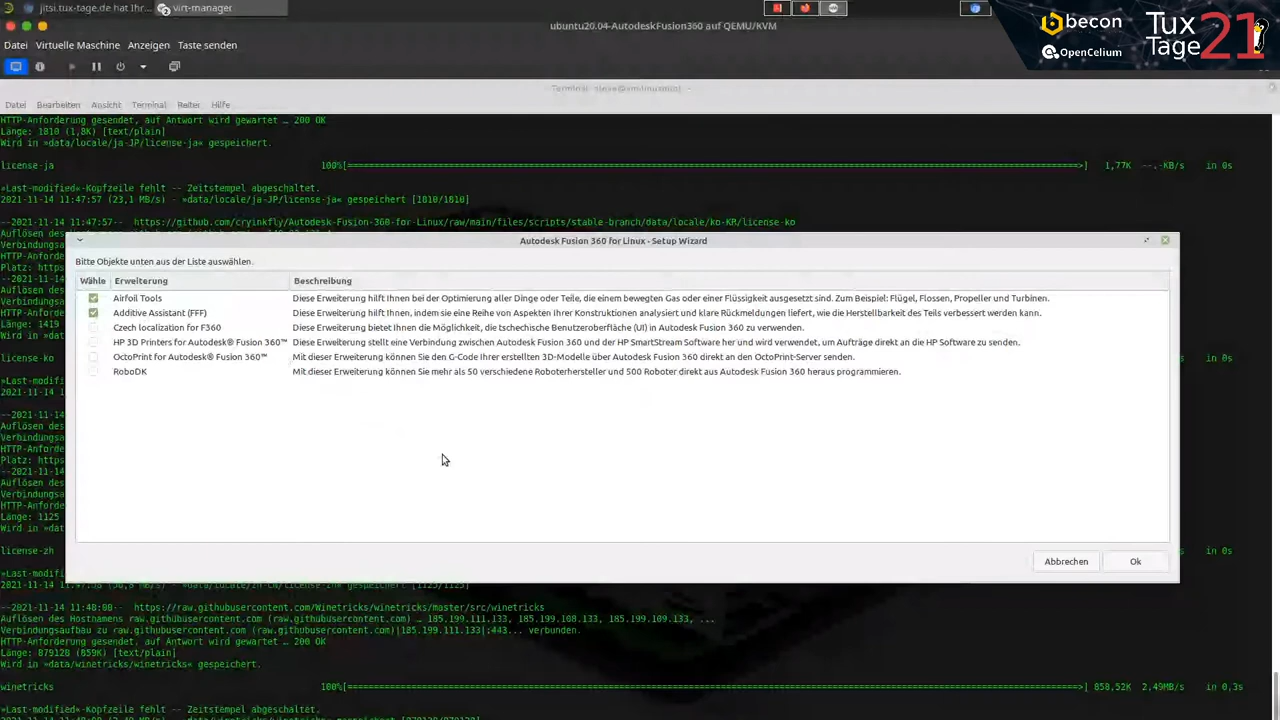 jitsi.tux-tage.de hat Ihr...
virt-manager
ubuntu20.04-AutodeskFusion360 auf QEMU/KVM
becon
OpenCelium
Tux
Tage
21
Datei Virtuelle Maschine Anzeigen Taste senden
Datei Bearbeiten Ansicht Terminal Reiter Hilfe
HTTP-Anforderung gesendet, auf Antwort wird gewartet … 200 OK
Länge: 1810 (1,8K) [text/plain]
Wird in »data/locale/ja-JP/license-ja« gespeichert.
license-ja 100%[=====>] 1,77K --.-KB/s in 0s
»Last-modified«-Kopfzeile fehlt -- Zeitstempel abgeschaltet.
2021-11-14 11:47:57 (23,1 MB/s) - »data/locale/ja-JP/license-ja« gespeichert [1810/1810]
--2021-11-14 11:47:57-- https://github.com/cryinkfly/Autodesk-Fusion-360-for-Linux/raw/main/files/scripts/stable-branch/data/locale/ko-KR/license-ko
Autodesk Fusion 360 for Linux - Setup Wizard
Bitte Objekte unten aus der Liste auswählen.
Wähle Erweiterung Beschreibung
Airfoil Tools Diese Erweiterung hilft Ihnen bei der Optimierung aller Dinge oder Teile, die einem bewegten Gas oder einer Flüssigkeit ausgesetzt sind. Zum Beispiel: Flügel, Flossen, Propeller und Turbinen.
Additive Assistant (FFF) Diese Erweiterung hilft Ihnen, indem sie eine Reihe von Aspekten Ihrer Konstruktionen analysiert und klare Rückmeldungen liefert, wie die Herstellbarkeit des Teils verbessert werden kann.
Czech localization for F360 Diese Erweiterung bietet Ihnen die Möglichkeit, die tschechische Benutzeroberfläche (UI) in Autodesk Fusion 360 zu verwenden.
HP 3D Printers for Autodesk® Fusion 360™ Diese Erweiterung stellt eine Verbindung zwischen Autodesk Fusion 360 und der HP SmartStream Software her und wird verwendet, um Aufträge direkt an die HP Software zu senden.
OctoPrint for Autodesk® Fusion 360™ Mit dieser Erweiterung können Sie den G-Code Ihrer erstellten 3D-Modelle über Autodesk Fusion 360 direkt an den OctoPrint-Server senden.
RoboDK Mit dieser Erweiterung können Sie mehr als 50 verschiedene Roboterhersteller und 500 Roboter direkt aus Autodesk Fusion 360 heraus programmieren.
Abbrechen Ok
license-zh in 0s
--2021-11-14 11:48:00-- https://raw.githubusercontent.com/Winetricks/winetricks/master/src/winetricks
Auflösen des Hostnamens raw.githubusercontent.com (raw.githubusercontent.com) … 185.199.111.133, 185.199.108.133, 185.199.109.133, ...
Verbindungsaufbau zu raw.githubusercontent.com (raw.githubusercontent.com)|185.199.111.133|:443... verbunden.
HTTP-Anforderung gesendet, auf Antwort wird gewartet … 200 OK
Länge: 879128 (859K) [text/plain]
Wird in »data/winetricks/winetricks« gespeichert.
winetricks 100%[=====>] 858,52K 2,49MB/s in 0,3s
»Last-modified«-Kopfzeile fehlt -- Zeitstempel abgeschaltet.